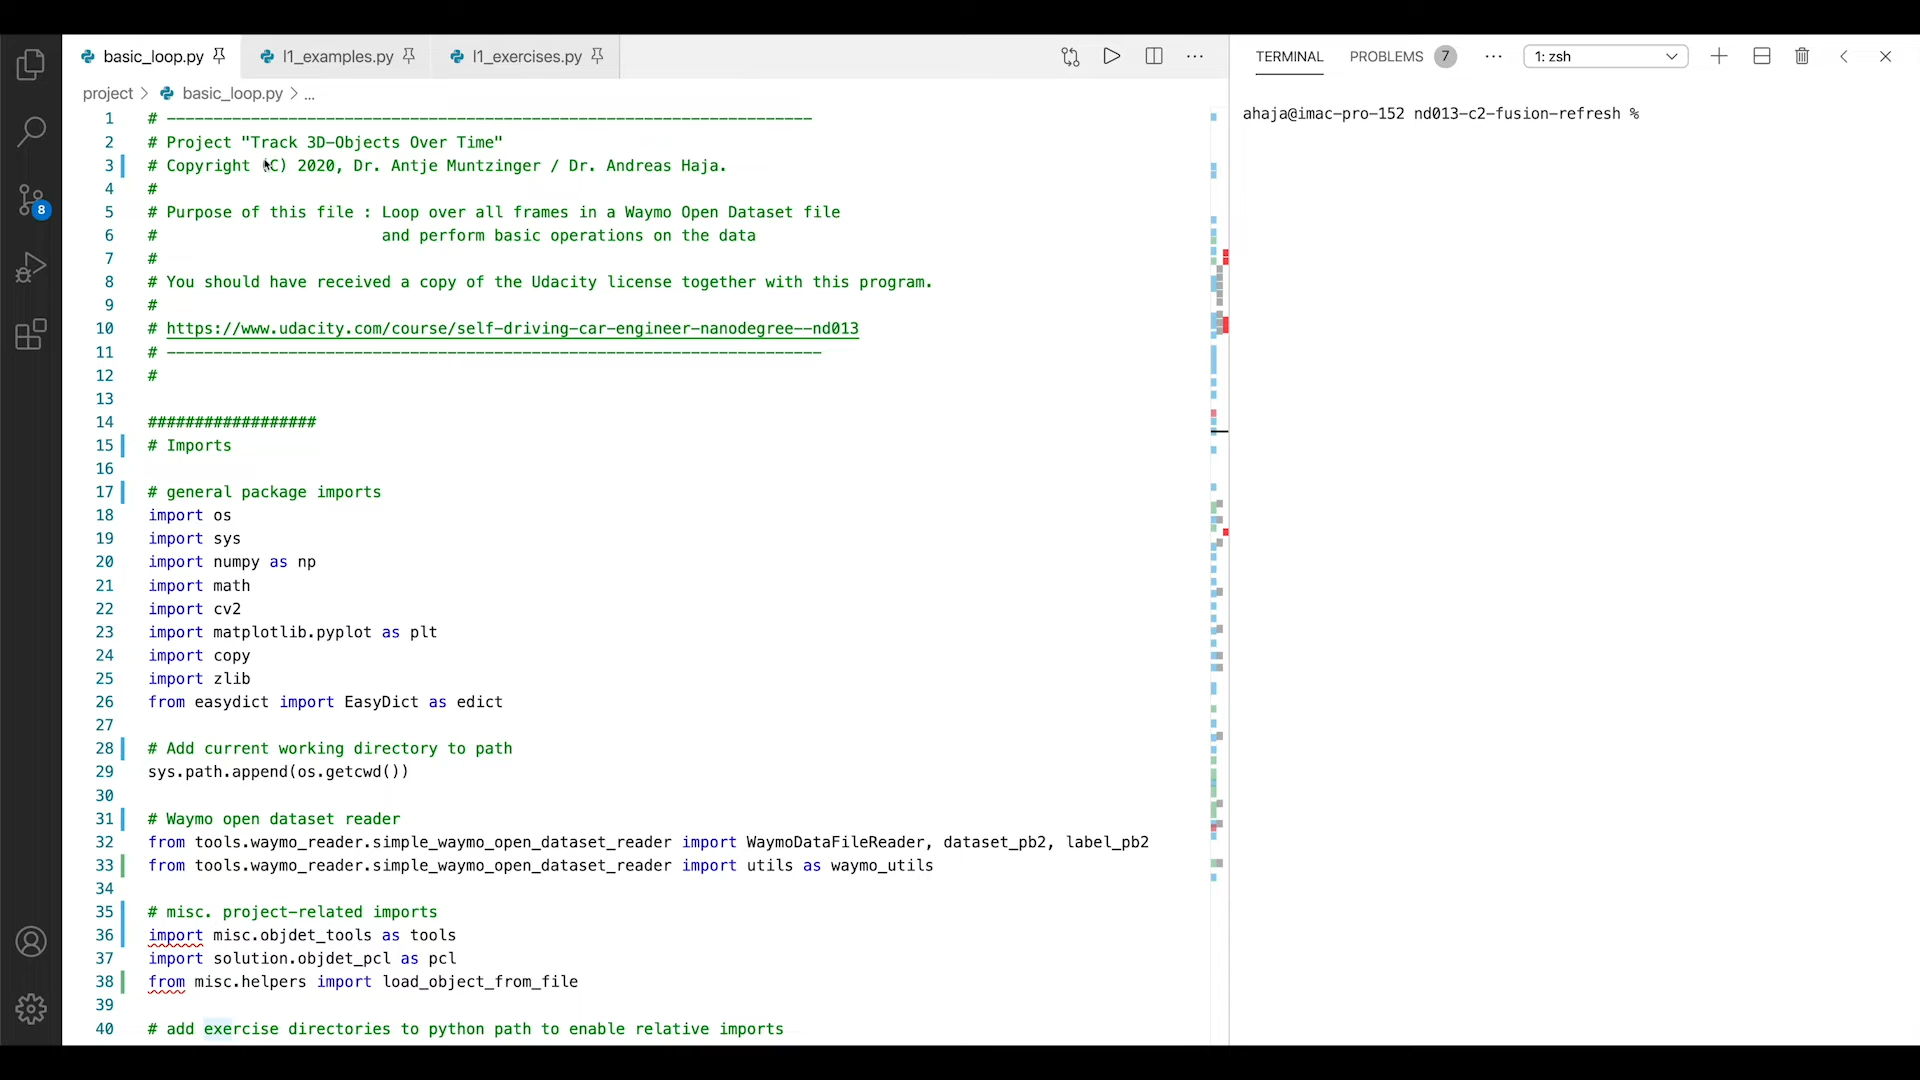 basic_loop.py
l1_examples.py
l1_exercises.py
TERMINAL
PROBLEMS 7
1: zsh
project > basic_loop.py > ...
ahaja@imac-pro-152 nd013-c2-fusion-refresh %
8
1 # ---------------------------------------------------------------------
2 # Project "Track 3D-Objects Over Time"
3 # Copyright (C) 2020, Dr. Antje Muntzinger / Dr. Andreas Haja.
4 #
5 # Purpose of this file : Loop over all frames in a Waymo Open Dataset file
6 #                        and perform basic operations on the data
7 #
8 # You should have received a copy of the Udacity license together with this program.
9 #
10 # https://www.udacity.com/course/self-driving-car-engineer-nanodegree--nd013
11 # ----------------------------------------------------------------------
12 #
13
14 ##################
15 # Imports
16
17 # general package imports
18 import os
19 import sys
20 import numpy as np
21 import math
22 import cv2
23 import matplotlib.pyplot as plt
24 import copy
25 import zlib
26 from easydict import EasyDict as edict
27
28 # Add current working directory to path
29 sys.path.append(os.getcwd())
30
31 # Waymo open dataset reader
32 from tools.waymo_reader.simple_waymo_open_dataset_reader import WaymoDataFileReader, dataset_pb2, label_pb2
33 from tools.waymo_reader.simple_waymo_open_dataset_reader import utils as waymo_utils
34
35 # misc. project-related imports
36 import misc.objdet_tools as tools
37 import solution.objdet_pcl as pcl
38 from misc.helpers import load_object_from_file
39
40 # add exercise directories to python path to enable relative imports